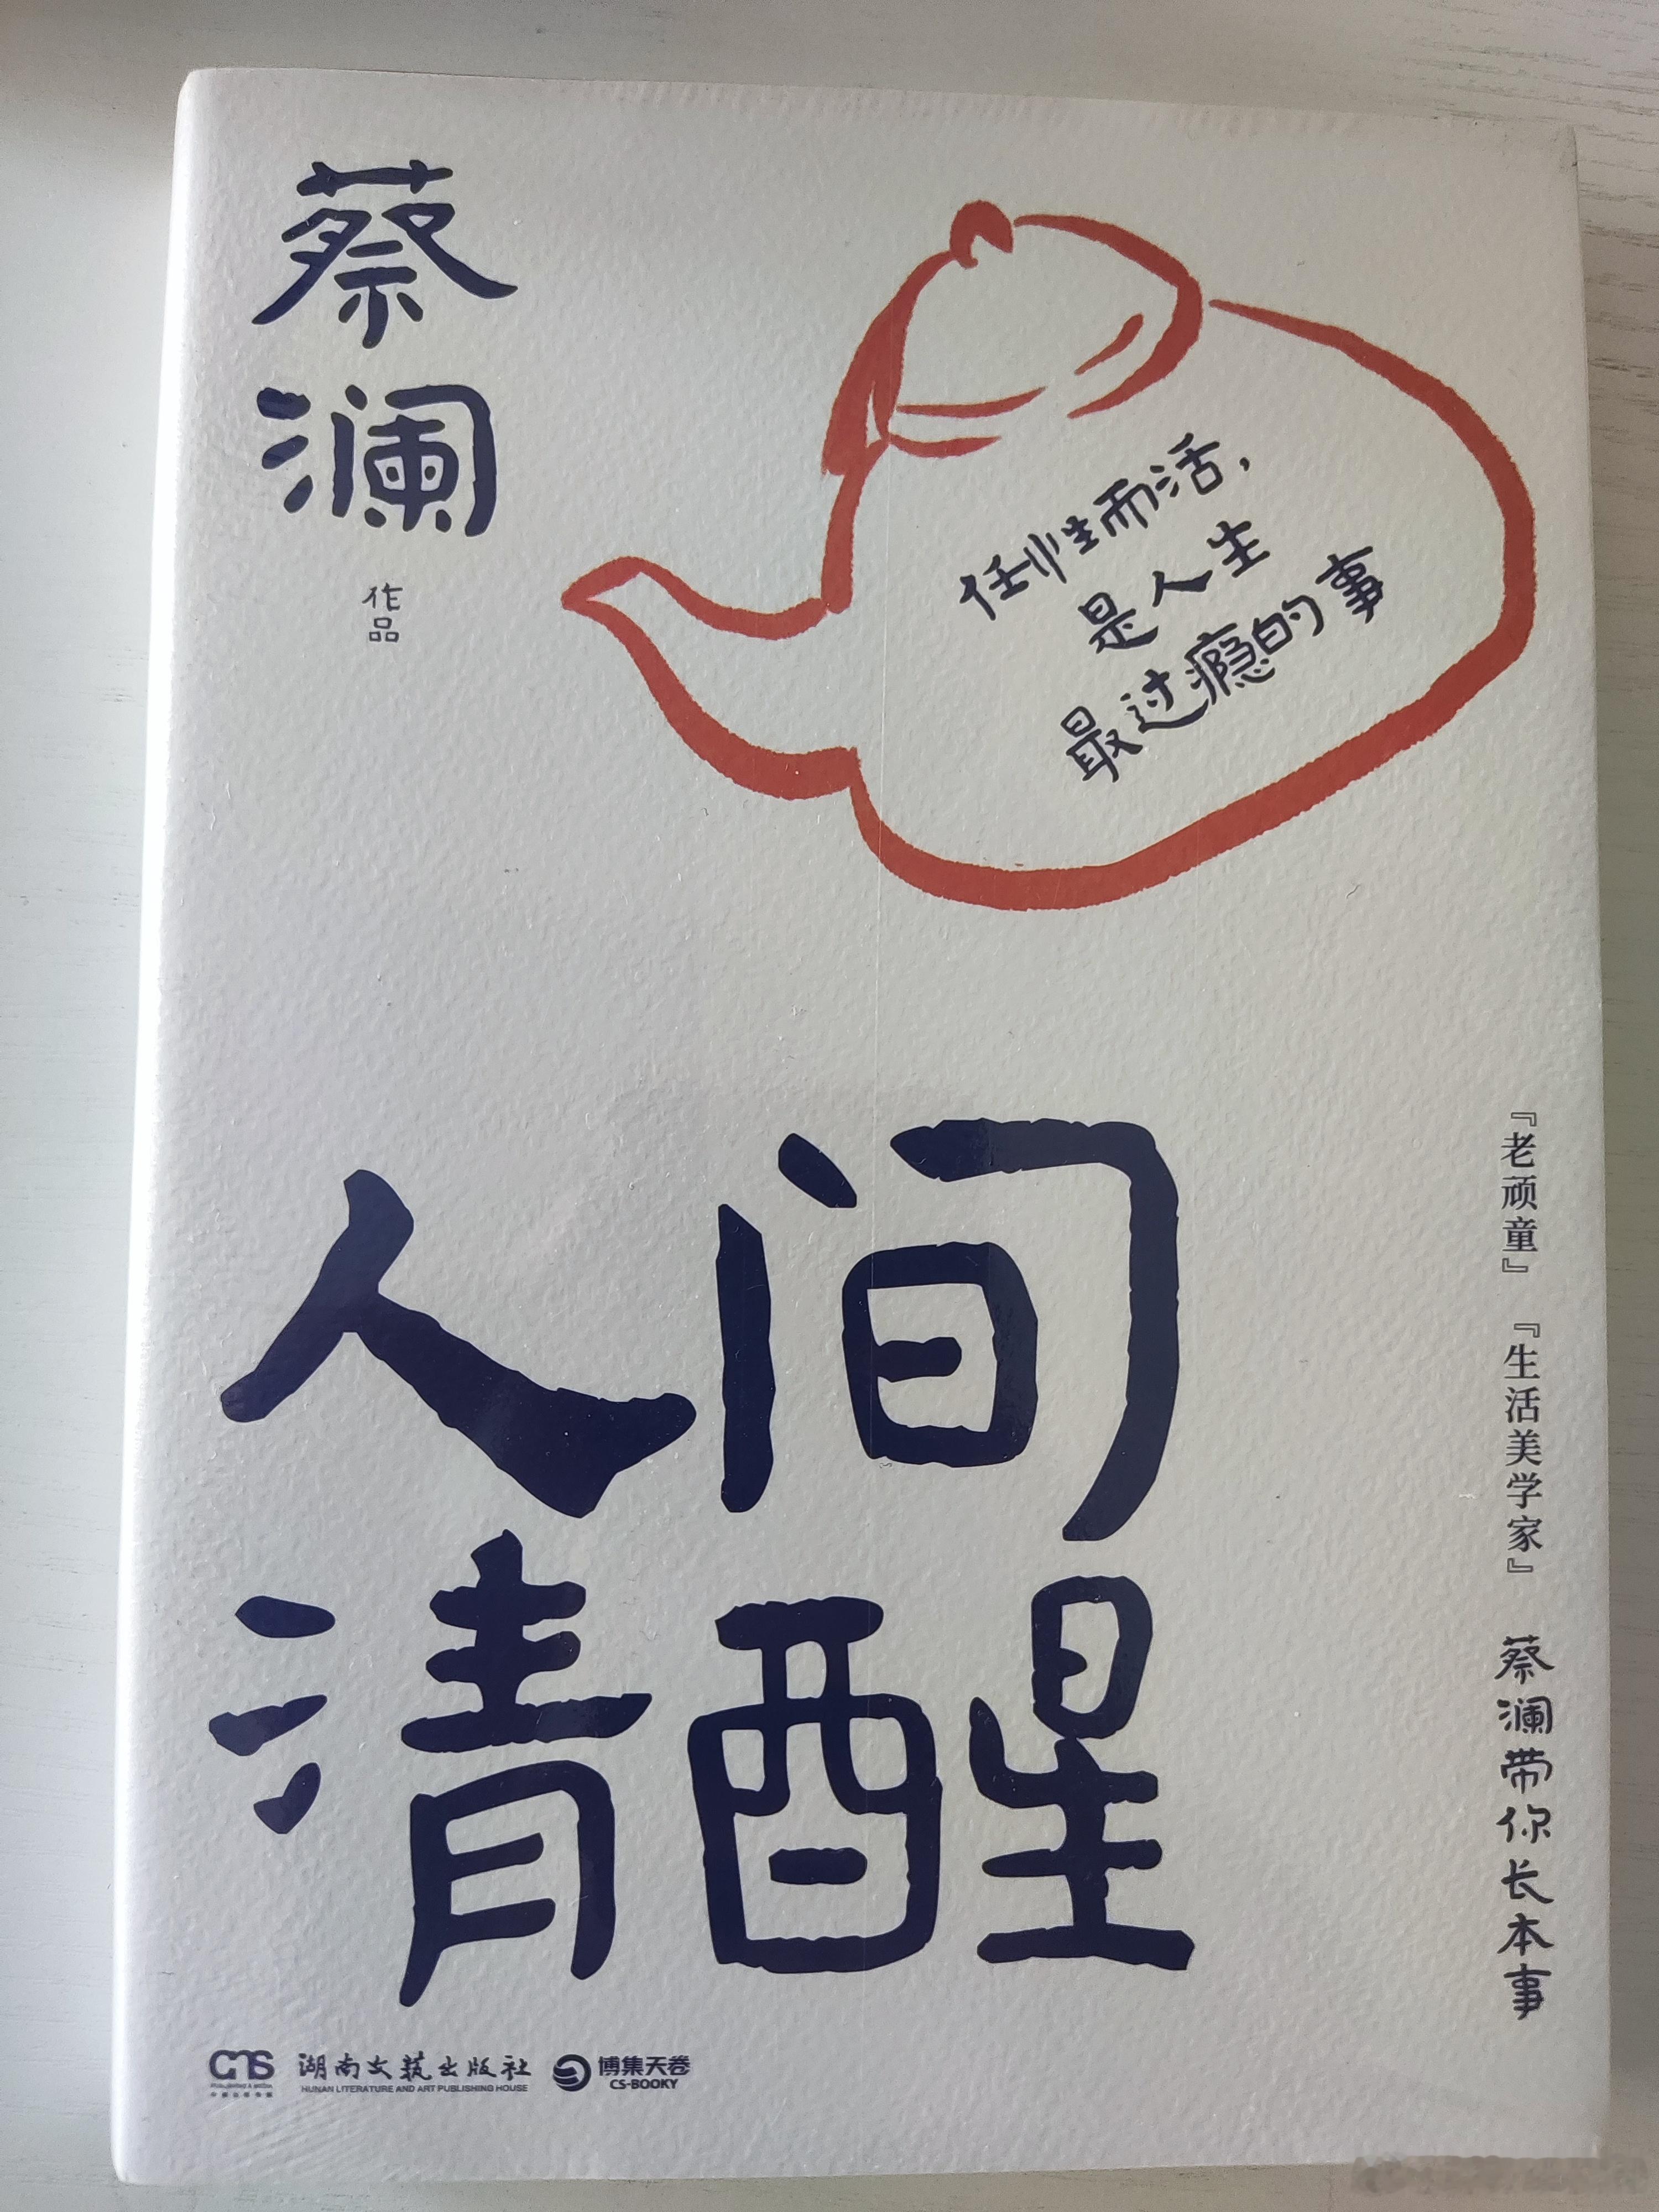 蔡澜
作品
任性而活，
是人生
最过瘾的事
人间
清醒
『老顽童』『生活美学家』蔡澜带你长本事
CNS
湖南文艺出版社
HUNAN LITERATURE AND ART PUBLISHING HOUSE
博集天卷
CS-BOOKY